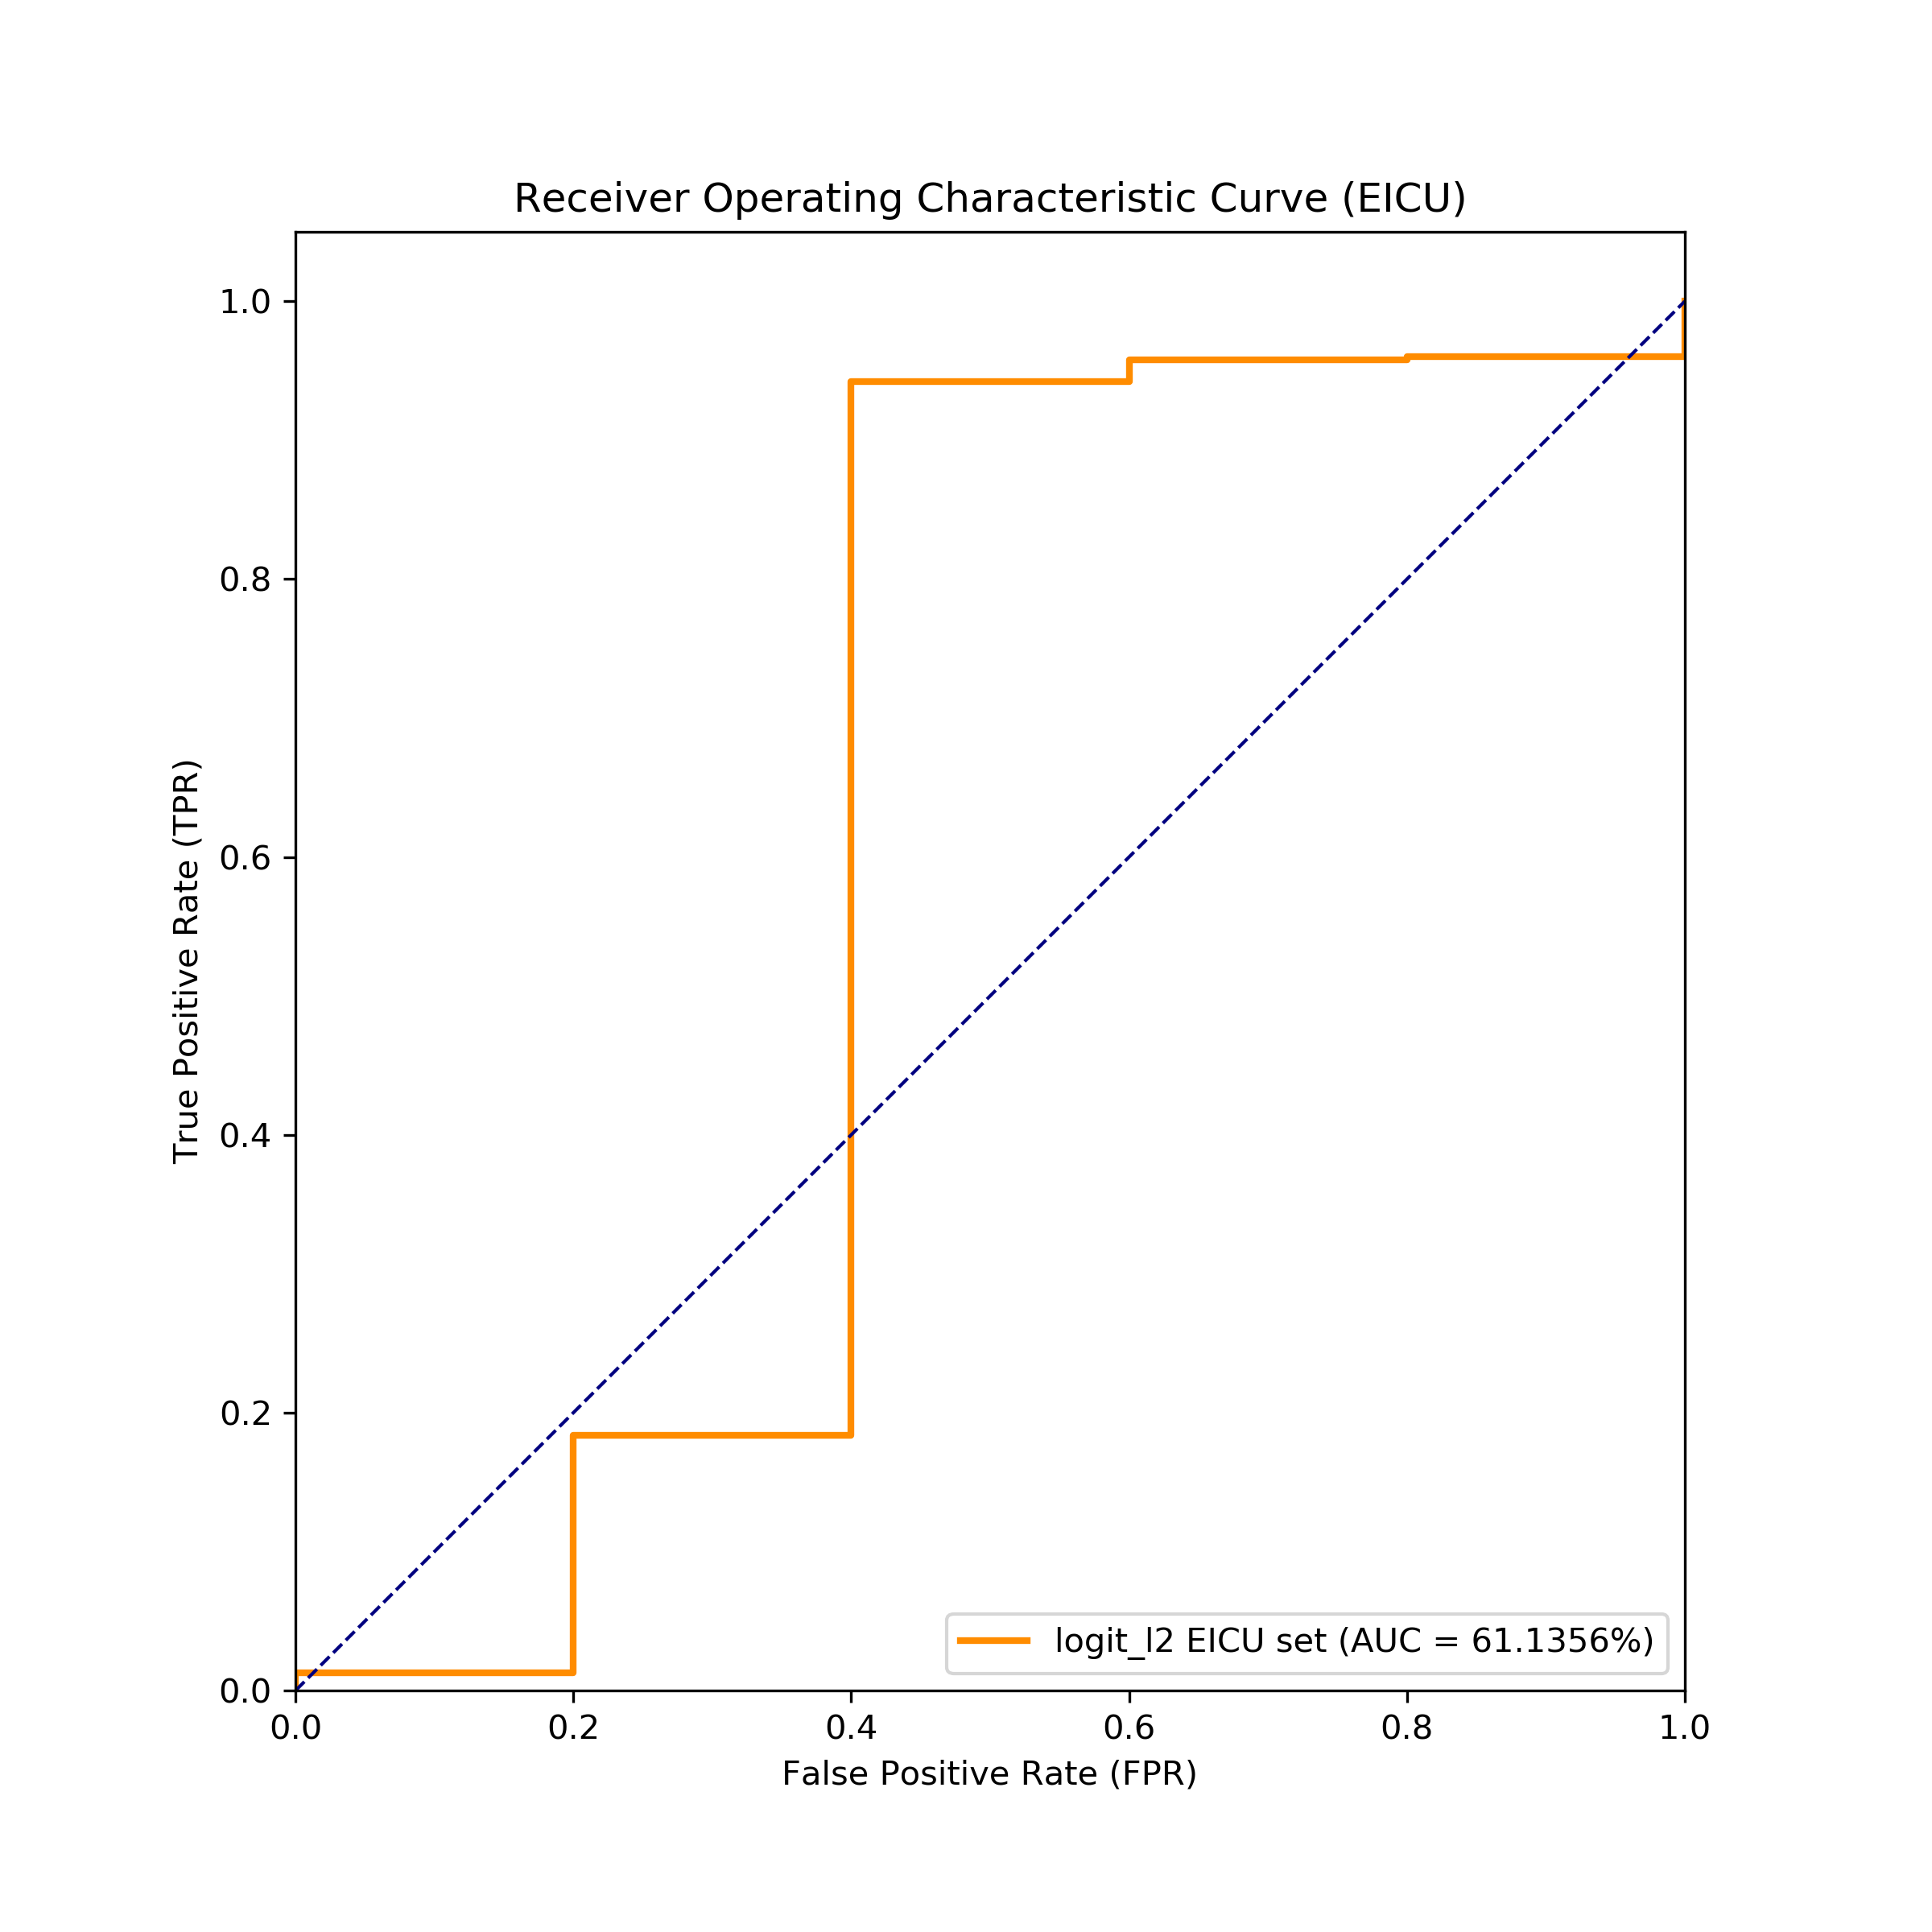 Receiver Operating Characteristic Curve (EICU)
1.0
0.8
0.6
0.4
0.2
0.0
True Positive Rate (TPR)
logit_l2 EICU set (AUC = 61.1356%)
0.0 0.2 0.4 0.6 0.8 1.0
False Positive Rate (FPR)